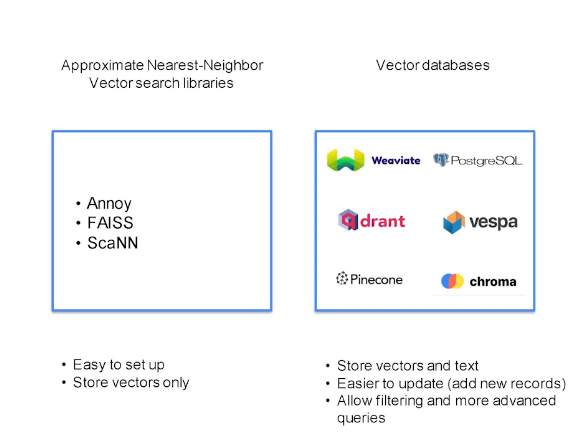 Approximate Nearest-Neighbor
Vector search libraries
Vector databases
• Annoy
• FAISS
• ScaNN
Weaviate
PostgreSQL
drant
vespa
Pinecone
chroma
• Easy to set up
• Store vectors only
• Store vectors and text
• Easier to update (add new records)
• Allow filtering and more advanced
queries